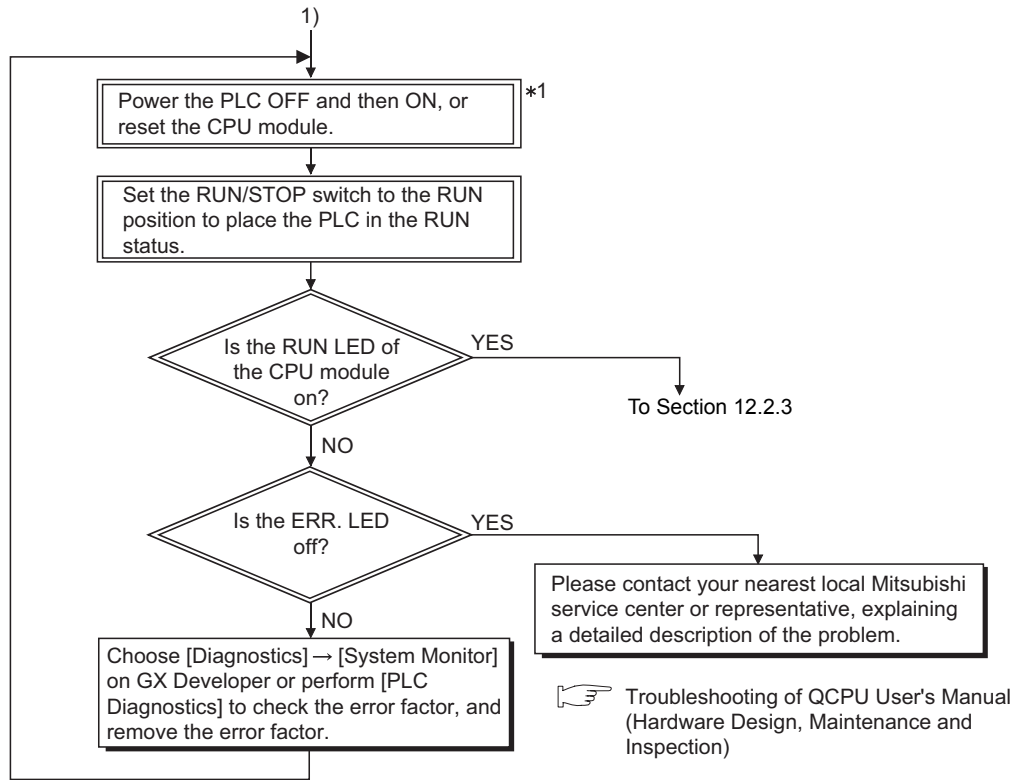 1)
Power the PLC OFF and then ON, or
reset the CPU module.
*1
Set the RUN/STOP switch to the RUN
position to place the PLC in the RUN
status.
Is the RUN LED of
the CPU module
on?
YES
To Section 12.2.3
NO
Is the ERR. LED
off?
YES
Please contact your nearest local Mitsubishi
service center or representative, explaining
a detailed description of the problem.
NO
Choose [Diagnostics] → [System Monitor]
on GX Developer or perform [PLC
Diagnostics] to check the error factor, and
remove the error factor.
Troubleshooting of QCPU User's Manual
(Hardware Design, Maintenance and
Inspection)